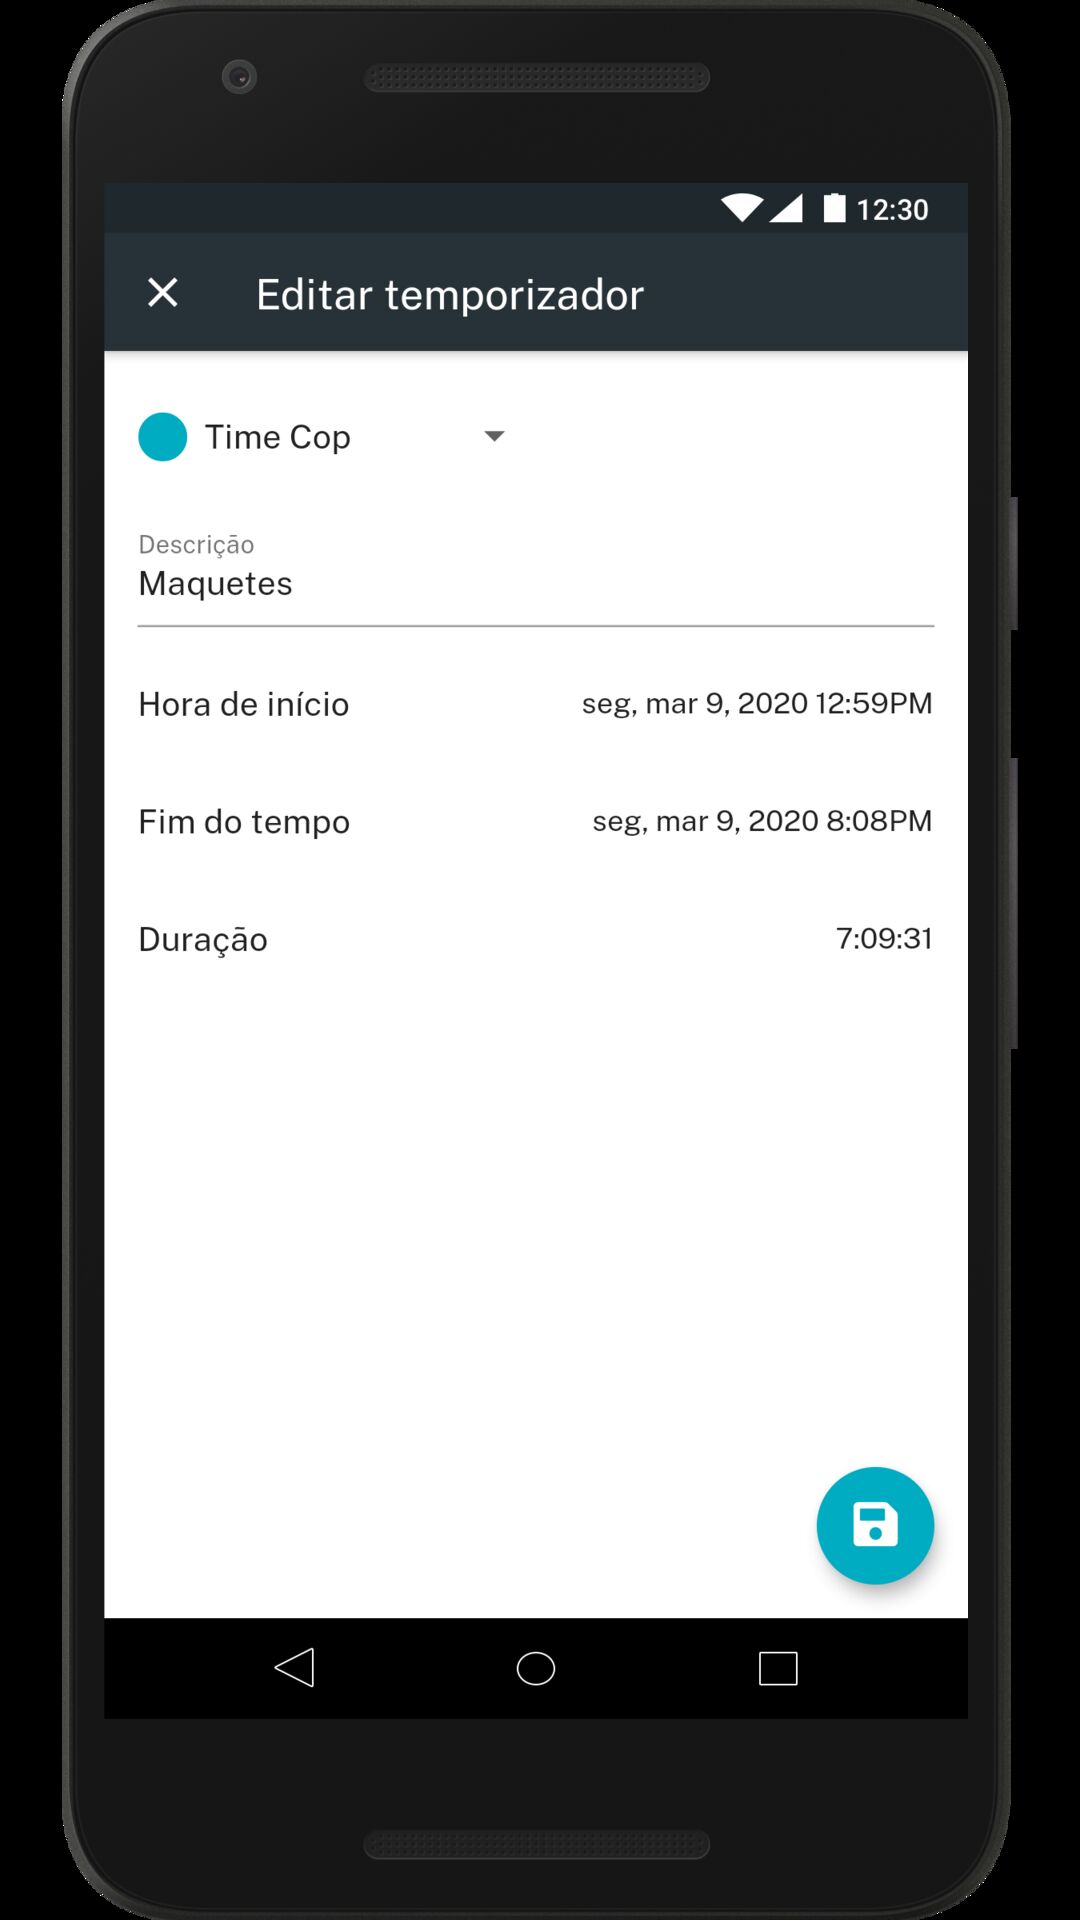 12:30
Editar temporizador
Time Cop
Descrição
Maquetes
Hora de início seg, mar 9, 2020 12:59PM
Fim do tempo seg, mar 9, 2020 8:08PM
Duração 7:09:31